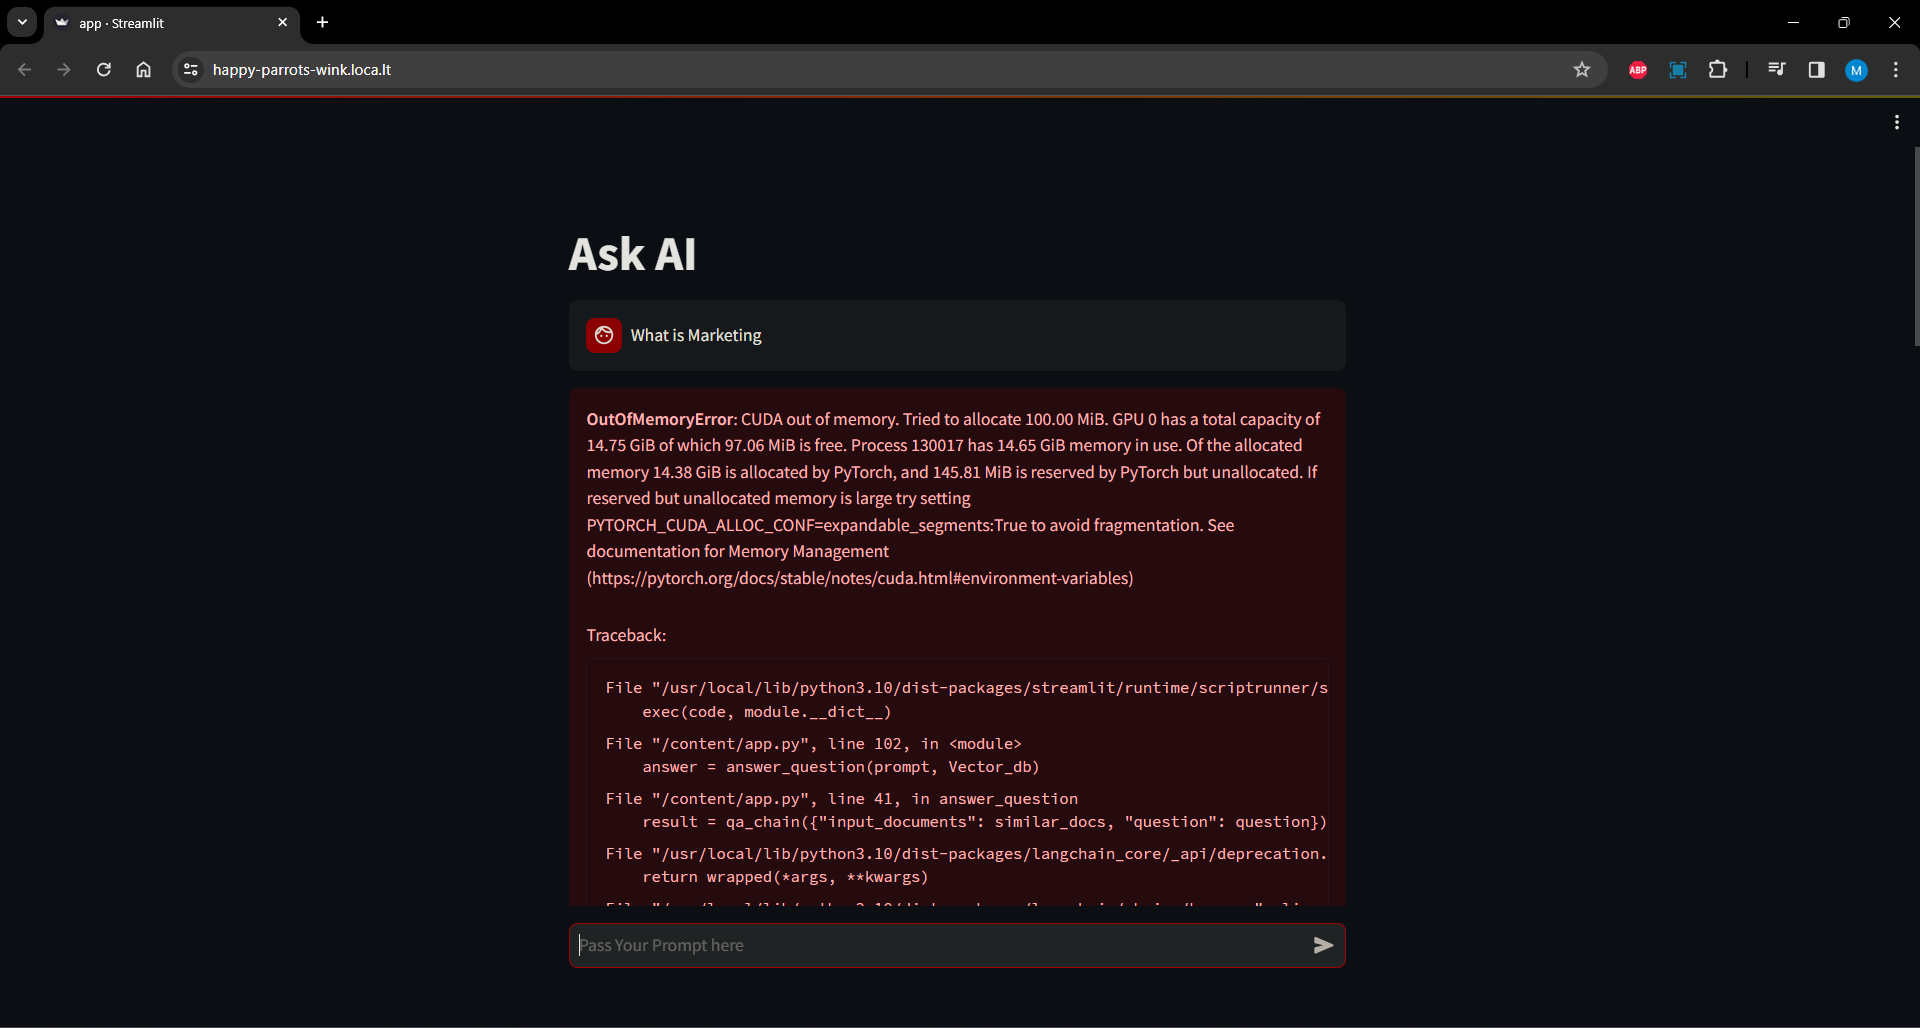 app · Streamlit
happy-parrots-wink.loca.lt
ABP
M
Ask AI
What is Marketing
OutOfMemoryError: CUDA out of memory. Tried to allocate 100.00 MiB. GPU 0 has a total capacity of
14.75 GiB of which 97.06 MiB is free. Process 130017 has 14.65 GiB memory in use. Of the allocated
memory 14.38 GiB is allocated by PyTorch, and 145.81 MiB is reserved by PyTorch but unallocated. If
reserved but unallocated memory is large try setting
PYTORCH_CUDA_ALLOC_CONF=expandable_segments:True to avoid fragmentation. See
documentation for Memory Management
(https://pytorch.org/docs/stable/notes/cuda.html#environment-variables)
Traceback:
File "/usr/local/lib/python3.10/dist-packages/streamlit/runtime/scriptrunner/s
exec(code, module.__dict__)
File "/content/app.py", line 102, in <module>
answer = answer_question(prompt, Vector_db)
File "/content/app.py", line 41, in answer_question
result = qa_chain({"input_documents": similar_docs, "question": question})
File "/usr/local/lib/python3.10/dist-packages/langchain_core/_api/deprecation.
return wrapped(*args, **kwargs)
Pass Your Prompt here